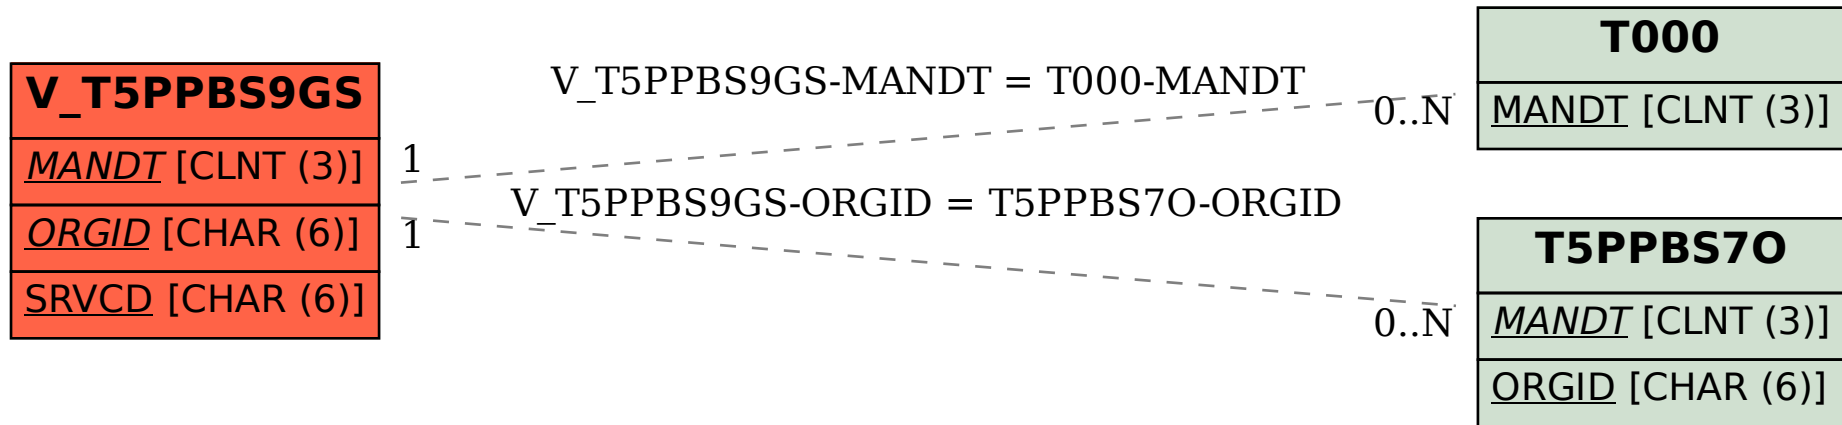 V_T5PPBS9GS
MANDT [CLNT (3)]
ORGID [CHAR (6)]
SRVCD [CHAR (6)]
V_T5PPBS9GS-MANDT = T000-MANDT
1
0..N
V_T5PPBS9GS-ORGID = T5PPBS7O-ORGID
1
0..N
T000
MANDT [CLNT (3)]
T5PPBS7O
MANDT [CLNT (3)]
ORGID [CHAR (6)]